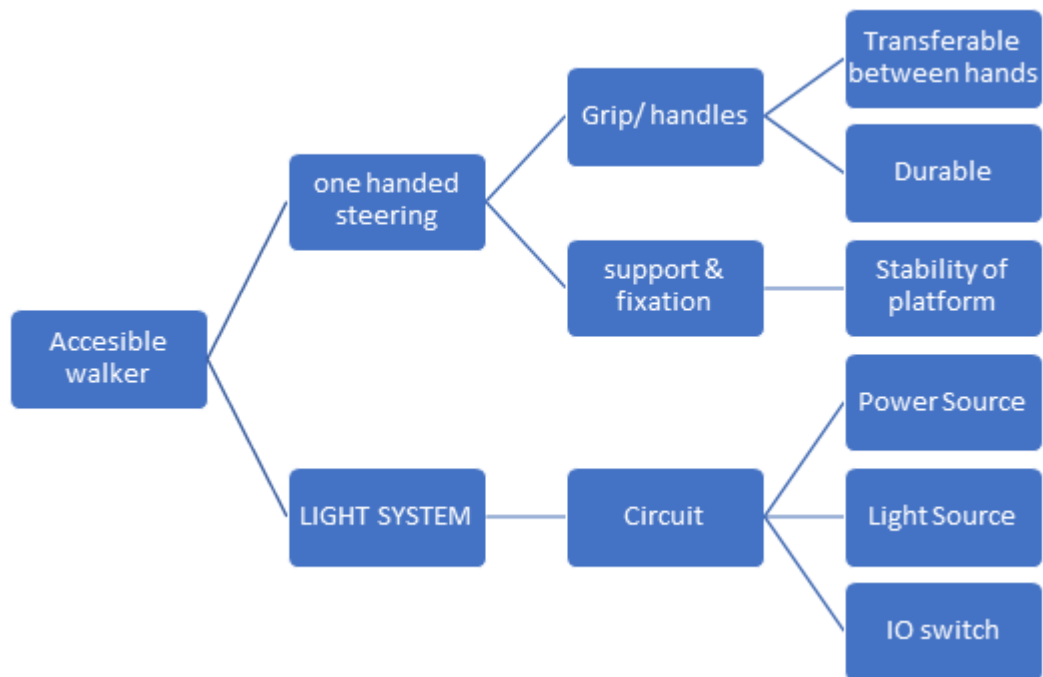 Accesible
walker
one handed
steering
LIGHT SYSTEM
Grip/ handles
support &
fixation
Circuit
Transferable
between hands
Durable
Stability of
platform
Power Source
Light Source
IO switch